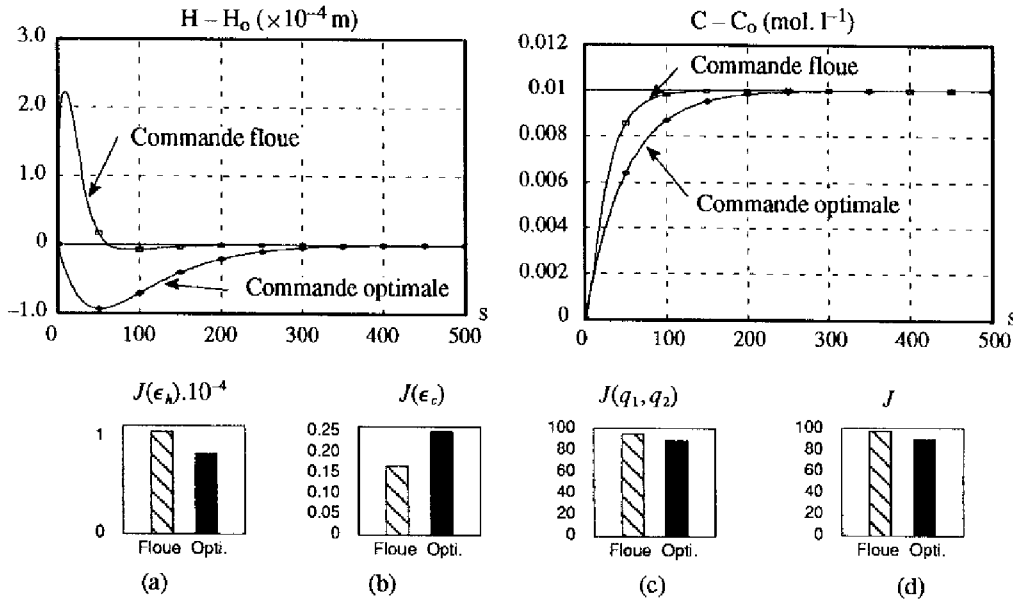 H – Hₒ (×10⁻⁴ m)
3.0
2.0
1.0
0
–1.0
Commande floue
Commande optimale
0 100 200 300 400 500 s
C – Cₒ (mol. l⁻¹)
0.012
0.01
0.008
0.006
0.004
0.002
0
Commande floue
Commande optimale
0 100 200 300 400 500 s
J(ϵₕ).10⁻⁴
1
0
Floue Opti.
(a)
J(ϵ꜀)
0.25
0.20
0.15
0.10
0.05
0
Floue Opti.
(b)
J(q₁, q₂)
100
80
60
40
20
0
Floue Opti.
(c)
J
100
80
60
40
20
0
Floue Opti.
(d)